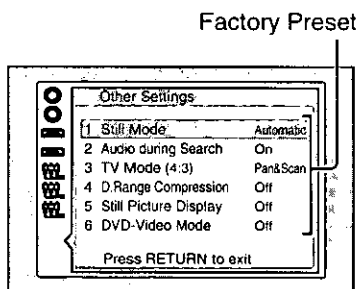 Factory Preset
Other Settings
1 Still Mode Automatic
2 Audio during Search On
3 TV Mode (4:3) Pan&Scan
4 D.Range Compression Off
5 Still Picture Display Off
6 DVD-Video Mode Off
Press RETURN to exit